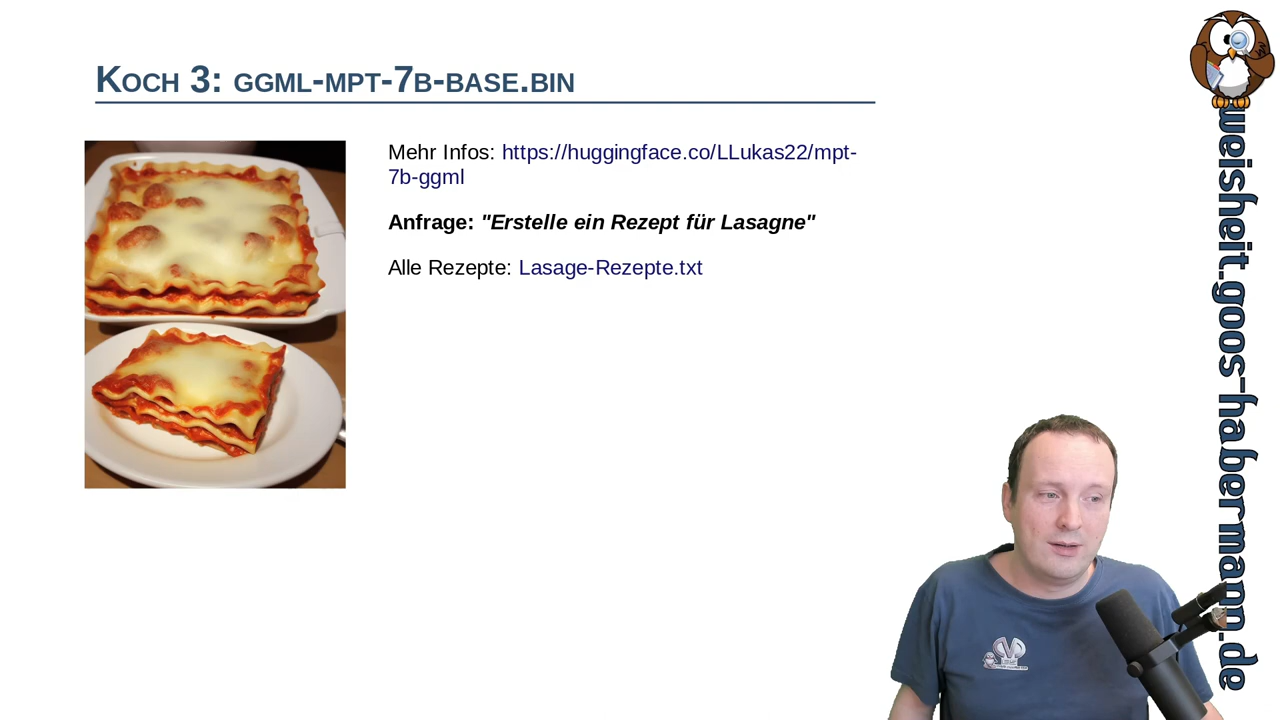 KOCH 3: GGML-MPT-7B-BASE.BIN
Mehr Infos: https://huggingface.co/LLukas22/mpt-
7b-ggml
Anfrage: "Erstelle ein Rezept für Lasagne"
Alle Rezepte: Lasage-Rezepte.txt
weisheit.goos-habermann.de